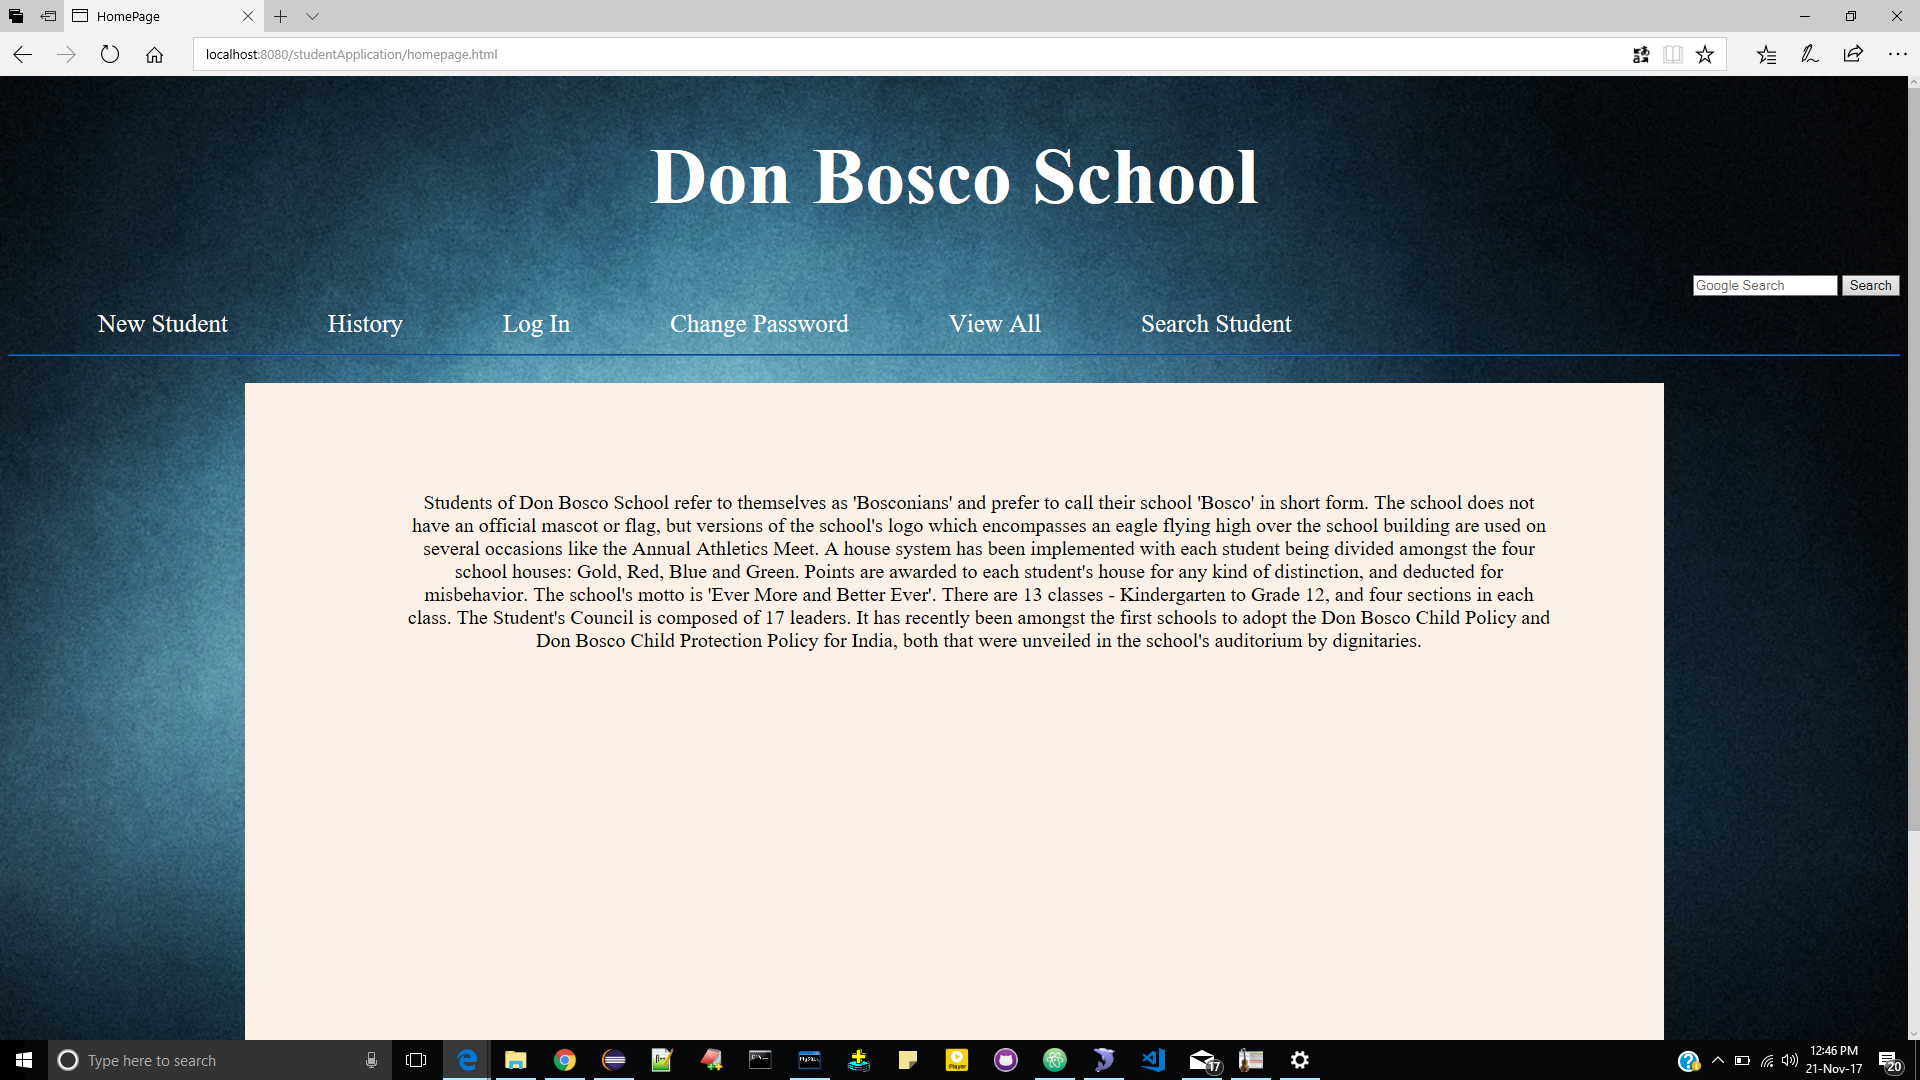 HomePage
localhost:8080/studentApplication/homepage.html
Don Bosco School
Google Search Search
New Student History Log In Change Password View All Search Student
Students of Don Bosco School refer to themselves as 'Bosconians' and prefer to call their school 'Bosco' in short form. The school does not
have an official mascot or flag, but versions of the school's logo which encompasses an eagle flying high over the school building are used on
several occasions like the Annual Athletics Meet. A house system has been implemented with each student being divided amongst the four
school houses: Gold, Red, Blue and Green. Points are awarded to each student's house for any kind of distinction, and deducted for
misbehavior. The school's motto is 'Ever More and Better Ever'. There are 13 classes - Kindergarten to Grade 12, and four sections in each
class. The Student's Council is composed of 17 leaders. It has recently been amongst the first schools to adopt the Don Bosco Child Policy and
Don Bosco Child Protection Policy for India, both that were unveiled in the school's auditorium by dignitaries.
Type here to search
Player
17
12:46 PM
21-Nov-17
20